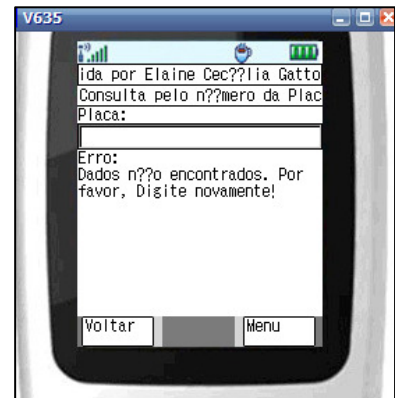 V635
ida por Elaine Cec??lia Gatto
Consulta pelo n??mero da Plac
Placa:
Erro:
Dados n??o encontrados. Por
favor, Digite novamente!
Voltar Menu